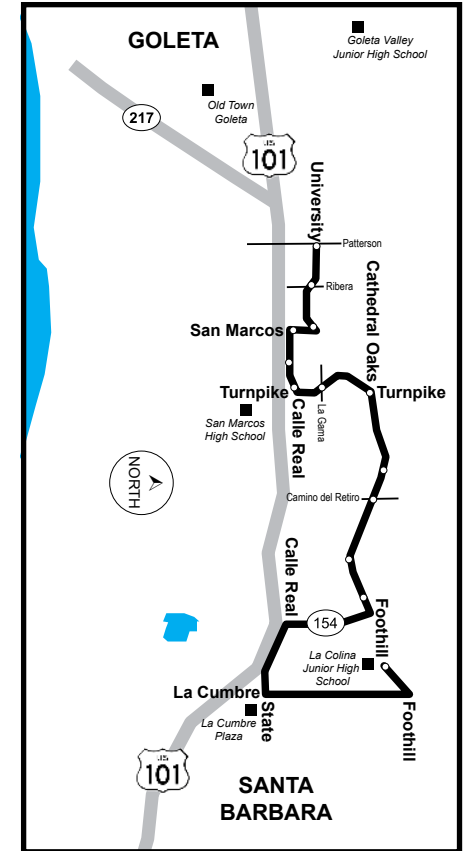 GOLETA
Goleta Valley
Junior High School
Old Town
Goleta
217
US
101
University
Patterson
Ribera
Cathedral Oaks
San Marcos
Turnpike
Turnpike
La Gama
Calle Real
San Marcos
High School
NORTH
Camino del Retiro
Calle Real
154
Foothill
La Colina
Junior High
School
La Cumbre
State
Foothill
La Cumbre
Plaza
US
101
SANTA
BARBARA